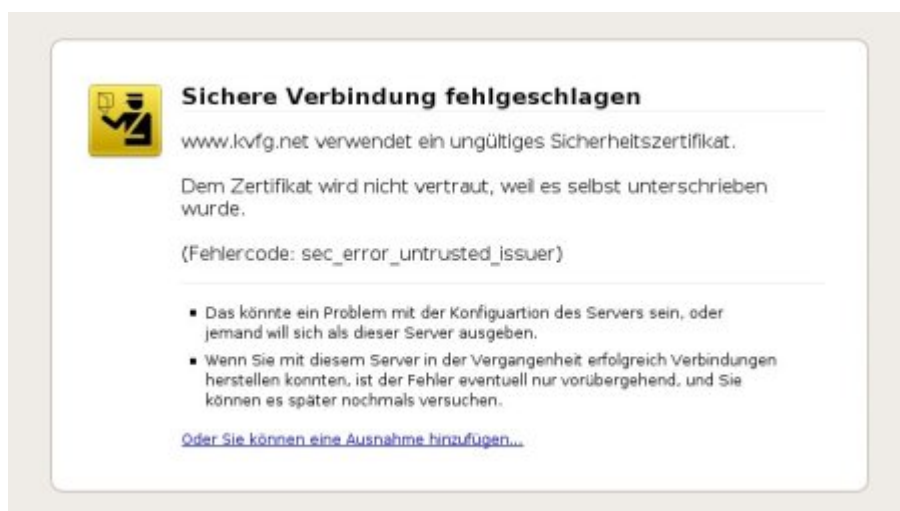 Sichere Verbindung fehlgeschlagen
www.kvfg.net verwendet ein ungültiges Sicherheitszertifikat.
Dem Zertifikat wird nicht vertraut, weil es selbst unterschrieben
wurde.
(Fehlercode: sec_error_untrusted_issuer)
▪ Das könnte ein Problem mit der Konfiguartion des Servers sein, oder
jemand will sich als dieser Server ausgeben.
▪ Wenn Sie mit diesem Server in der Vergangenheit erfolgreich Verbindungen
herstellen konnten, ist der Fehler eventuell nur vorübergehend, und Sie
können es später nochmals versuchen.
Oder Sie können eine Ausnahme hinzufügen...